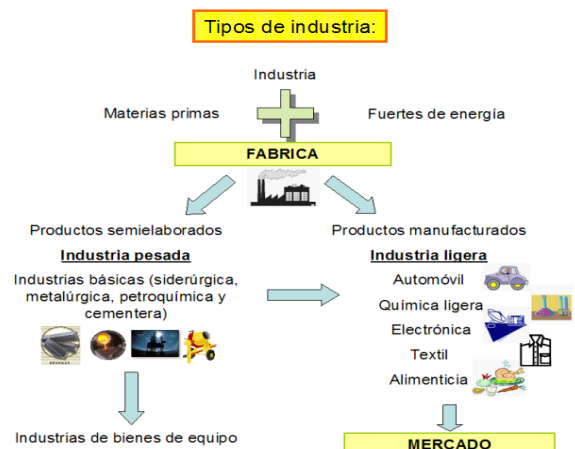 Tipos de industria:
Industria
Materias primas
Fuertes de energía
FABRICA
Productos semielaborados
Productos manufacturados
Industria pesada
Industria ligera
Industrias básicas (siderúrgica,
metalúrgica, petroquímica y
cementera)
Automóvil
Química ligera
Electrónica
Textil
Alimenticia
Industrias de bienes de equipo
MERCADO